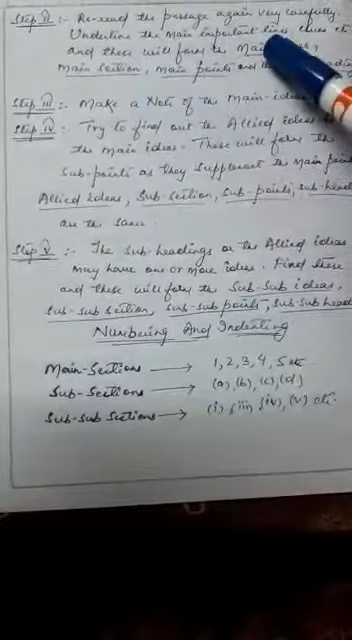 Step II :- Re-read the passage again very carefully.
Underline the main important lines clues etc
and these will form the Main
main section, main points and
Step III :- Make a Note of the Main-ideas
Step IV :- Try to find out the Allied ideas
the main ideas. These will form the
sub-points as they supplement the main points
Allied ideas, Sub-section, sub-points, sub-head
are the same.
Step V :- The sub-headings or the Allied ideas
may have one or more ideas. Find these
and these will form the Sub-Sub ideas,
sub-sub section, sub-sub points, sub-sub head
Numbering And Indenting
Main-Sections → 1, 2, 3, 4, 5 etc.
Sub-Sections → (a), (b), (c), (d)
Sub-Sub Sections → (i), (iii), (iv), (v) etc.